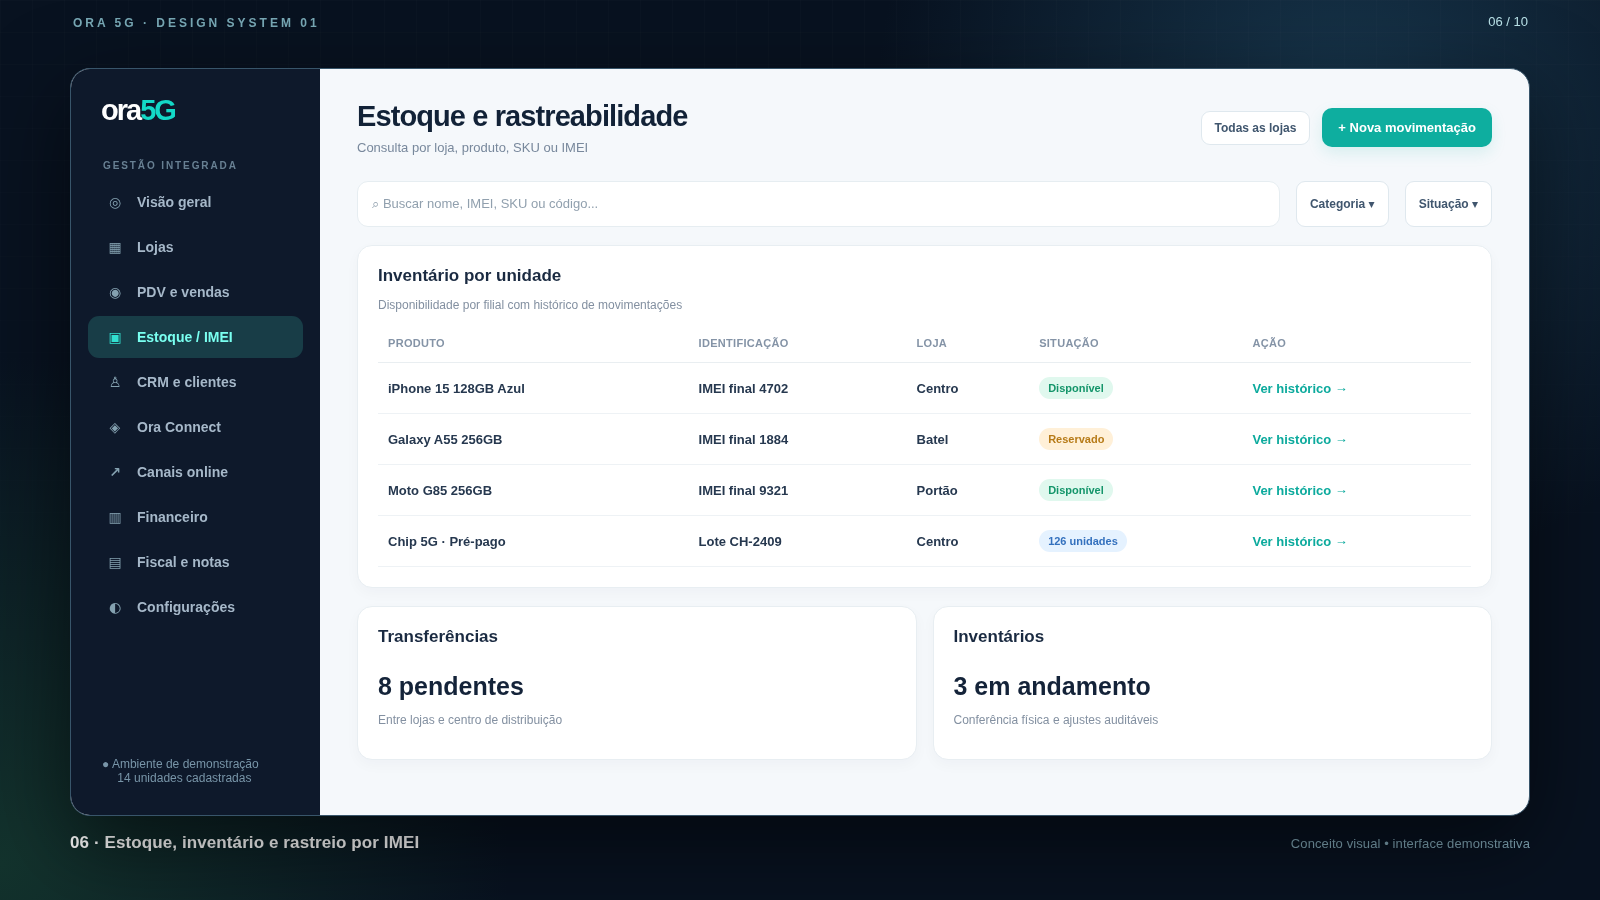 ORA 5G · DESIGN SYSTEM 01
06 / 10
ora5G
GESTÃO INTEGRADA
◎ Visão geral
▦ Lojas
◉ PDV e vendas
▣ Estoque / IMEI
♙ CRM e clientes
◈ Ora Connect
↗ Canais online
▥ Financeiro
▤ Fiscal e notas
◐ Configurações
● Ambiente de demonstração
14 unidades cadastradas
Estoque e rastreabilidade
Consulta por loja, produto, SKU ou IMEI
Todas as lojas
+ Nova movimentação
⌕ Buscar nome, IMEI, SKU ou código...
Categoria ▾
Situação ▾
Inventário por unidade
Disponibilidade por filial com histórico de movimentações
PRODUTO IDENTIFICAÇÃO LOJA SITUAÇÃO AÇÃO
iPhone 15 128GB Azul IMEI final 4702 Centro Disponível Ver histórico →
Galaxy A55 256GB IMEI final 1884 Batel Reservado Ver histórico →
Moto G85 256GB IMEI final 9321 Portão Disponível Ver histórico →
Chip 5G · Pré-pago Lote CH-2409 Centro 126 unidades Ver histórico →
Transferências
8 pendentes
Entre lojas e centro de distribuição
Inventários
3 em andamento
Conferência física e ajustes auditáveis
06 · Estoque, inventário e rastreio por IMEI
Conceito visual • interface demonstrativa